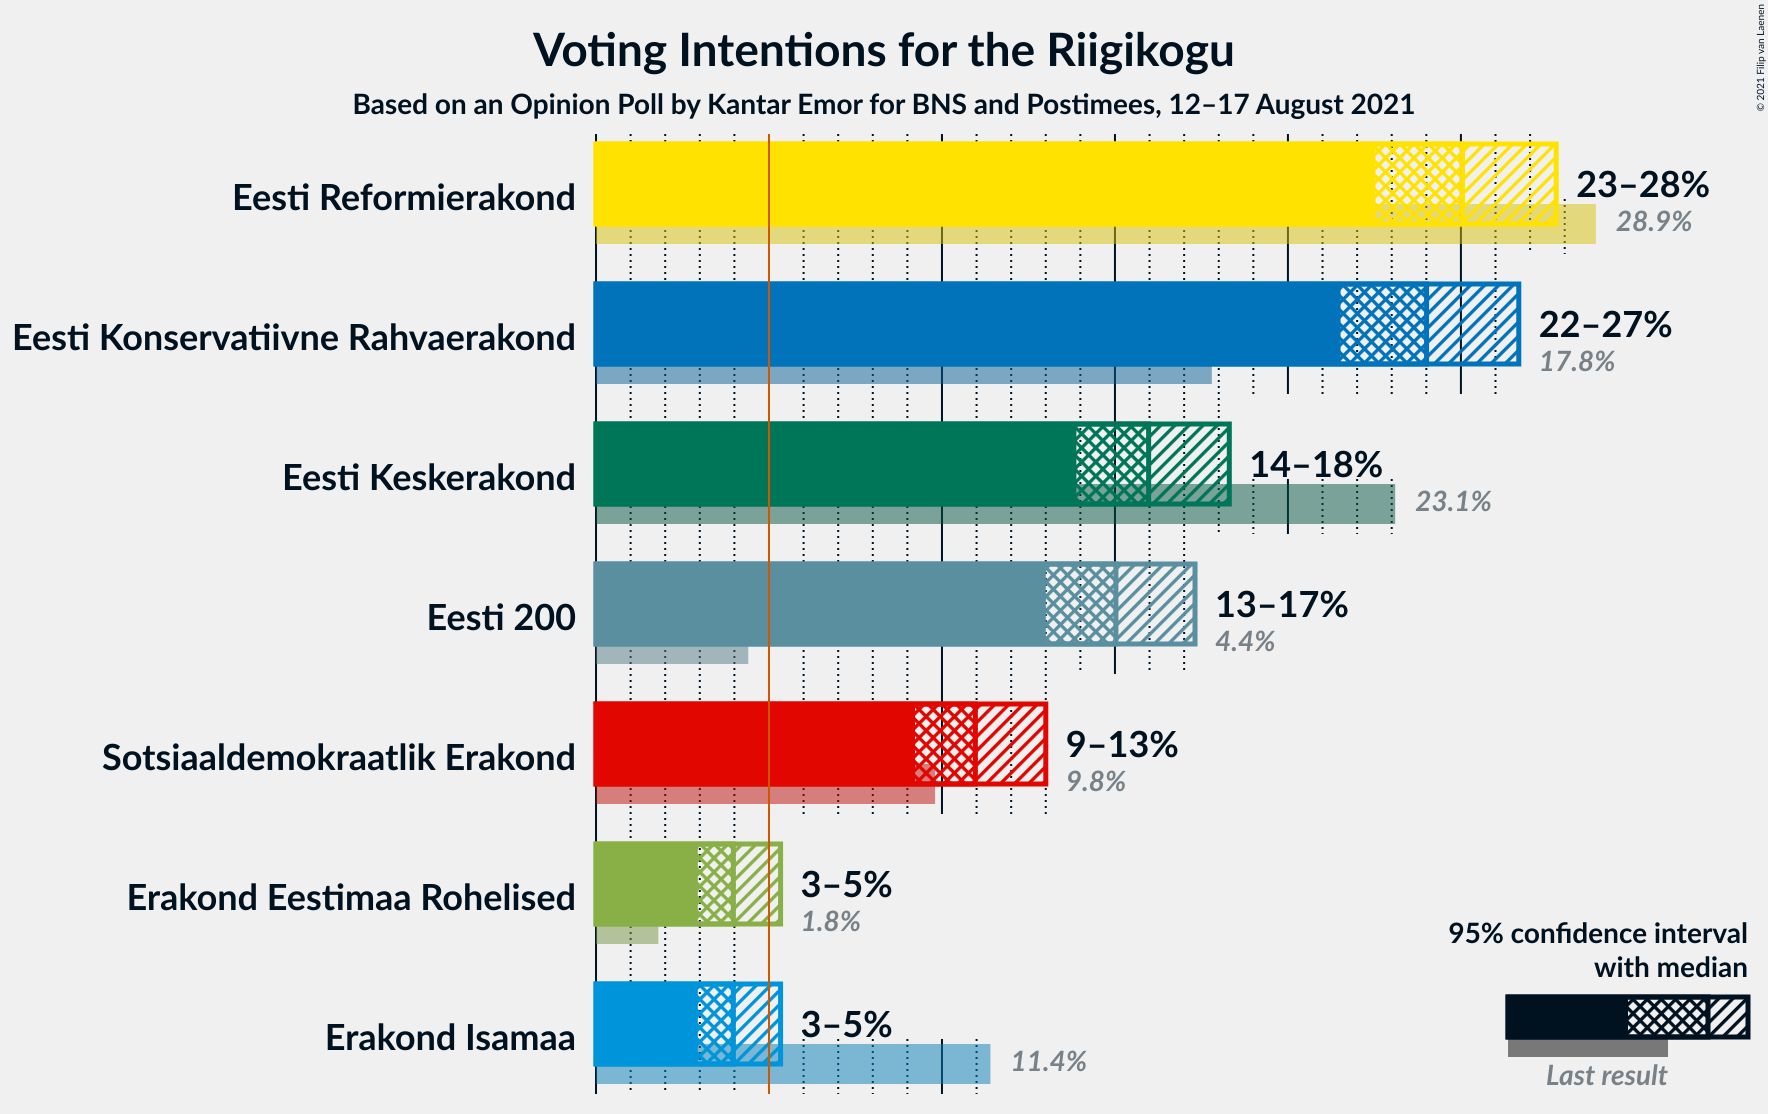 Voting Intentions for the Riigikogu
Based on an Opinion Poll by Kantar Emor for BNS and Postimees, 12–17 August 2021
© 2021 Filip van Laenen
Eesti Reformierakond
23–28%
28.9%
Eesti Konservatiivne Rahvaerakond
22–27%
17.8%
Eesti Keskerakond
14–18%
23.1%
Eesti 200
13–17%
4.4%
Sotsiaaldemokraatlik Erakond
9–13%
9.8%
Erakond Eestimaa Rohelised
3–5%
1.8%
Erakond Isamaa
3–5%
11.4%
95% confidence interval
with median
Last result